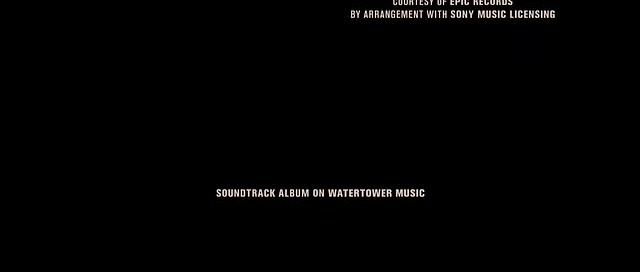 COURTESY OF EPIC RECORDS
BY ARRANGEMENT WITH SONY MUSIC LICENSING
SOUNDTRACK ALBUM ON WATERTOWER MUSIC